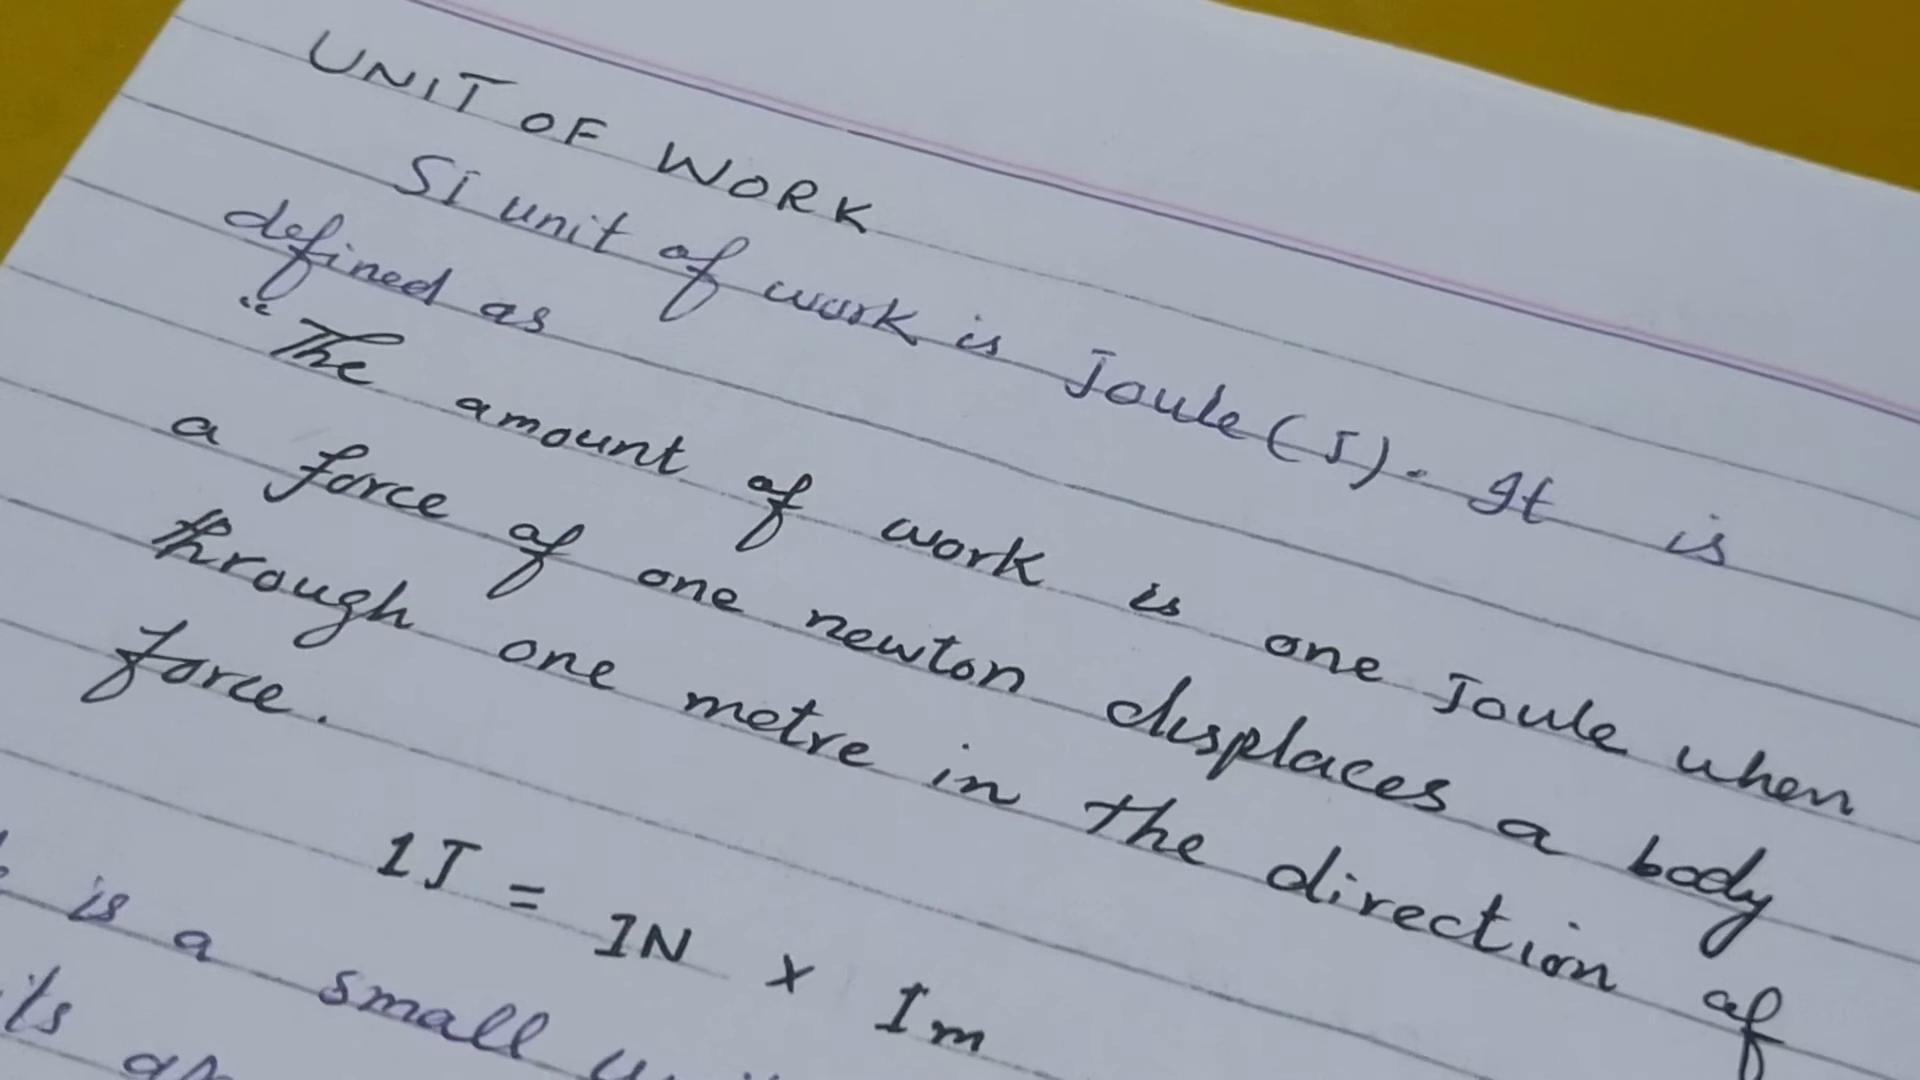 UNIT OF WORK
SI unit of work is Joule (J). It is
defined as
"The amount of work is one Joule when
a force of one newton displaces a body
through one metre in the direction of
force.
1J = 1N × 1m
is a small